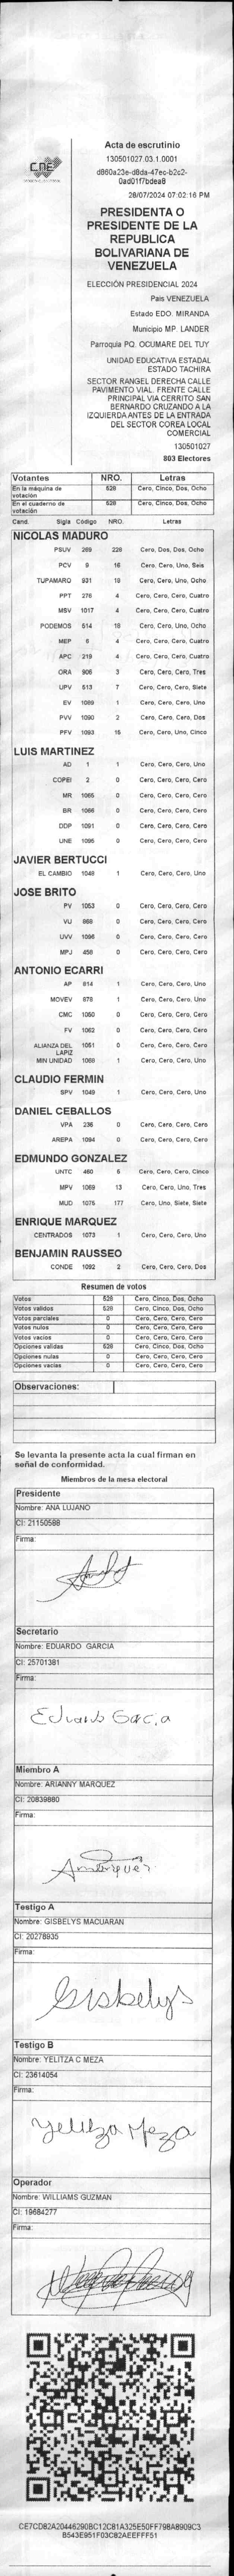 CNE
Acta de escrutinio
130501027.03.1.0001
d860a23e-d8da-47ec-b2c2-
0ad01f7bdea8
28/07/2024 07:02:16 PM
PRESIDENTA O
PRESIDENTE DE LA
REPUBLICA
BOLIVARIANA DE
VENEZUELA
ELECCIÓN PRESIDENCIAL 2024
Pais VENEZUELA
Estado EDO. MIRANDA
Municipio MP. LANDER
Parroquia PQ. OCUMARE DEL TUY
UNIDAD EDUCATIVA ESTADAL
ESTADO TACHIRA
SECTOR RANGEL DERECHA CALLE
PAVIMENTO VIAL. FRENTE CALLE
PRINCIPAL VIA CERRITO SAN
BERNARDO CRUZANDO A LA
IZQUIERDA ANTES DE LA ENTRADA
DEL SECTOR COREA LOCAL
COMERCIAL
130501027
803 Electores
Votantes NRO. Letras
En la máquina de votación 528 Cero, Cinco, Dos, Ocho
En el cuaderno de votación 528 Cero, Cinco, Dos, Ocho
Cand. Sigla Código NRO. Letras
NICOLAS MADURO
PSUV 269 228 Cero, Dos, Dos, Ocho
PCV 9 16 Cero, Cero, Uno, Seis
TUPAMARO 931 18 Cero, Cero, Uno, Ocho
PPT 276 4 Cero, Cero, Cero, Cuatro
MSV 1017 4 Cero, Cero, Cero, Cuatro
PODEMOS 514 18 Cero, Cero, Uno, Ocho
MEP 6 4 Cero, Cero, Cero, Cuatro
APC 219 4 Cero, Cero, Cero, Cuatro
ORA 906 3 Cero, Cero, Cero, Tres
UPV 513 7 Cero, Cero, Cero, Siete
EV 1089 1 Cero, Cero, Cero, Uno
PVV 1090 2 Cero, Cero, Cero, Dos
PFV 1093 15 Cero, Cero, Uno, Cinco
LUIS MARTINEZ
AD 1 1 Cero, Cero, Cero, Uno
COPEI 2 0 Cero, Cero, Cero, Cero
MR 1065 0 Cero, Cero, Cero, Cero
BR 1066 0 Cero, Cero, Cero, Cero
DDP 1091 0 Cero, Cero, Cero, Cero
UNE 1095 0 Cero, Cero, Cero, Cero
JAVIER BERTUCCI
EL CAMBIO 1048 1 Cero, Cero, Cero, Uno
JOSE BRITO
PV 1053 0 Cero, Cero, Cero, Cero
VU 868 0 Cero, Cero, Cero, Cero
UVV 1096 0 Cero, Cero, Cero, Cero
MPJ 458 0 Cero, Cero, Cero, Cero
ANTONIO ECARRI
AP 814 1 Cero, Cero, Cero, Uno
MOVEV 878 1 Cero, Cero, Cero, Uno
CMC 1050 0 Cero, Cero, Cero, Cero
FV 1062 0 Cero, Cero, Cero, Cero
ALIANZA DEL LAPIZ 1051 0 Cero, Cero, Cero, Cero
MIN UNIDAD 1068 1 Cero, Cero, Cero, Uno
CLAUDIO FERMIN
SPV 1049 1 Cero, Cero, Cero, Uno
DANIEL CEBALLOS
VPA 236 0 Cero, Cero, Cero, Cero
AREPA 1094 0 Cero, Cero, Cero, Cero
EDMUNDO GONZALEZ
UNTC 460 5 Cero, Cero, Cero, Cinco
MPV 1069 13 Cero, Cero, Uno, Tres
MUD 1075 177 Cero, Uno, Siete, Siete
ENRIQUE MARQUEZ
CENTRADOS 1073 1 Cero, Cero, Cero, Uno
BENJAMIN RAUSSEO
CONDE 1092 2 Cero, Cero, Cero, Dos
Resumen de votos
Votos 528 Cero, Cinco, Dos, Ocho
Votos validos 528 Cero, Cinco, Dos, Ocho
Votos parciales 0 Cero, Cero, Cero, Cero
Votos nulos 0 Cero, Cero, Cero, Cero
Votos vacios 0 Cero, Cero, Cero, Cero
Opciones validas 528 Cero, Cinco, Dos, Ocho
Opciones nulas 0 Cero, Cero, Cero, Cero
Opciones vacias 0 Cero, Cero, Cero, Cero
Observaciones:
Se levanta la presente acta la cual firman en
señal de conformidad.
Miembros de la mesa electoral
Presidente
Nombre: ANA LUJANO
CI: 21150588
Firma:
Secretario
Nombre: EDUARDO GARCIA
CI: 25701381
Firma:
Eduardo Garcia
Miembro A
Nombre: ARIANNY MARQUEZ
CI: 20839880
Firma:
Testigo A
Nombre: GISBELYS MACUARAN
CI: 20278935
Firma:
Gisbelys
Testigo B
Nombre: YELITZA C MEZA
CI: 23614054
Firma:
Yelitza Meza
Operador
Nombre: WILLIAMS GUZMAN
CI: 19684277
Firma:
CE7CD82A20446290BC12C81A325E50FF798A8909C3
B543E951F03C82AEEFFF51